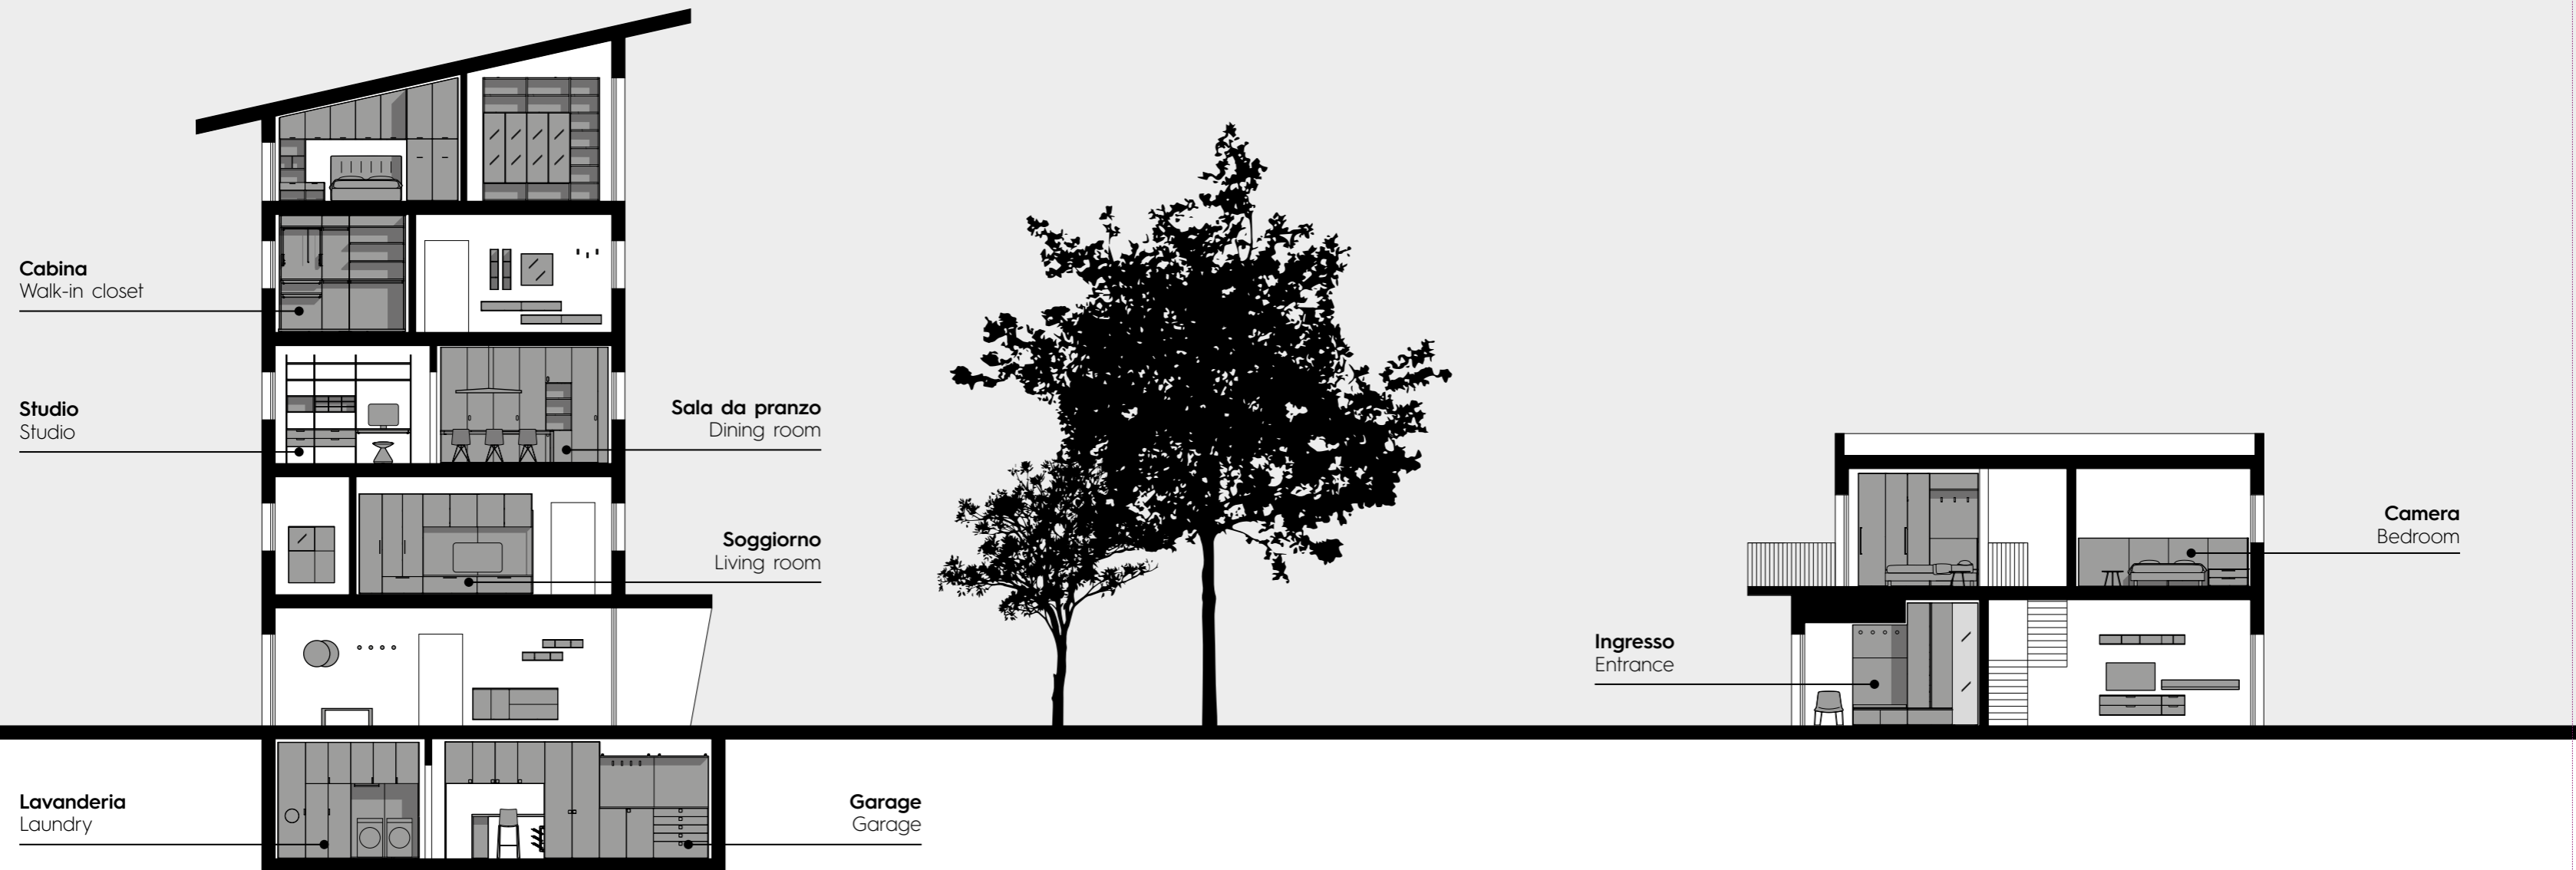 Cabina
Walk-in closet
Studio
Studio
Sala da pranzo
Dining room
Soggiorno
Living room
Lavanderia
Laundry
Garage
Garage
Ingresso
Entrance
Camera
Bedroom